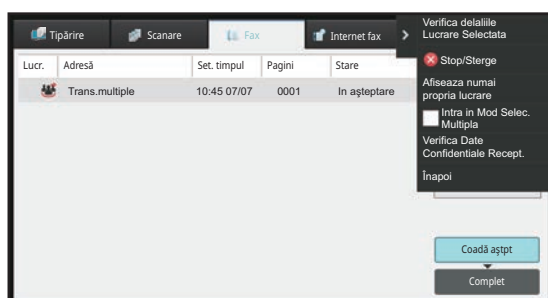 Tipărire
Scanare
Fax
Internet fax
Lucr.
Adresă
Set. timpul
Pagini
Stare
Trans.multiple
10:45 07/07
0001
In aşteptare
Verifica delaliile
Lucrare Selectata
Stop/Sterge
Afiseaza numai
propria lucrare
Intra in Mod Selec.
Multipla
Verifica Date
Confidentiale Recept.
Înapoi
Coadă aştpt
Complet